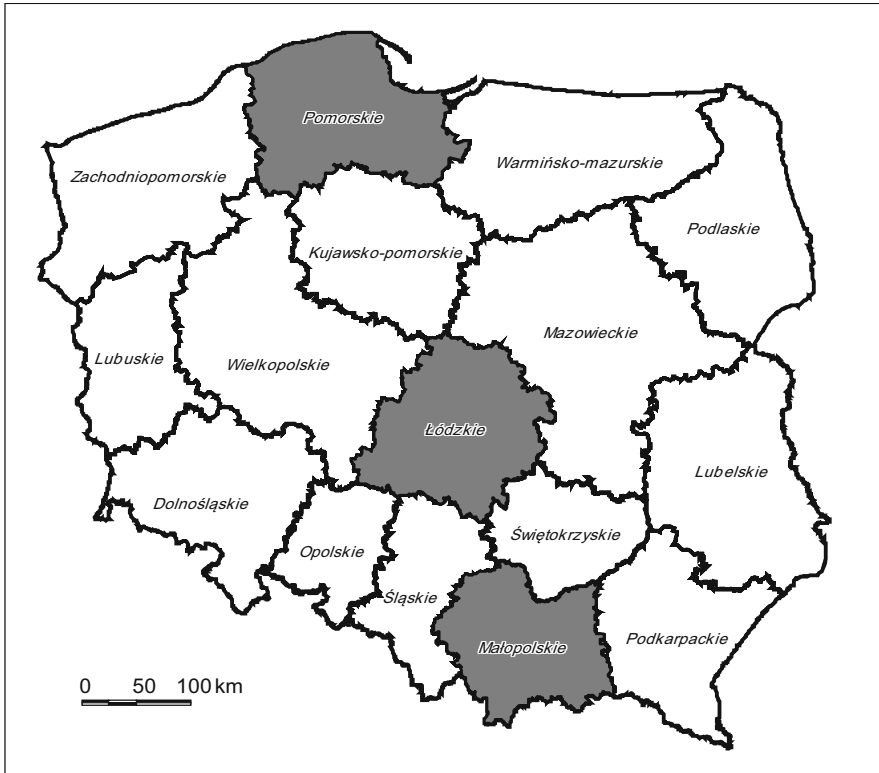 Pomorskie
Warmińsko-mazurskie
Zachodniopomorskie
Podlaskie
Kujawsko-pomorskie
Mazowieckie
Lubuskie
Wielkopolskie
Łódzkie
Lubelskie
Dolnośląskie
Świętokrzyskie
Opolskie
Śląskie
Podkarpackie
Małopolskie
0 50 100 km